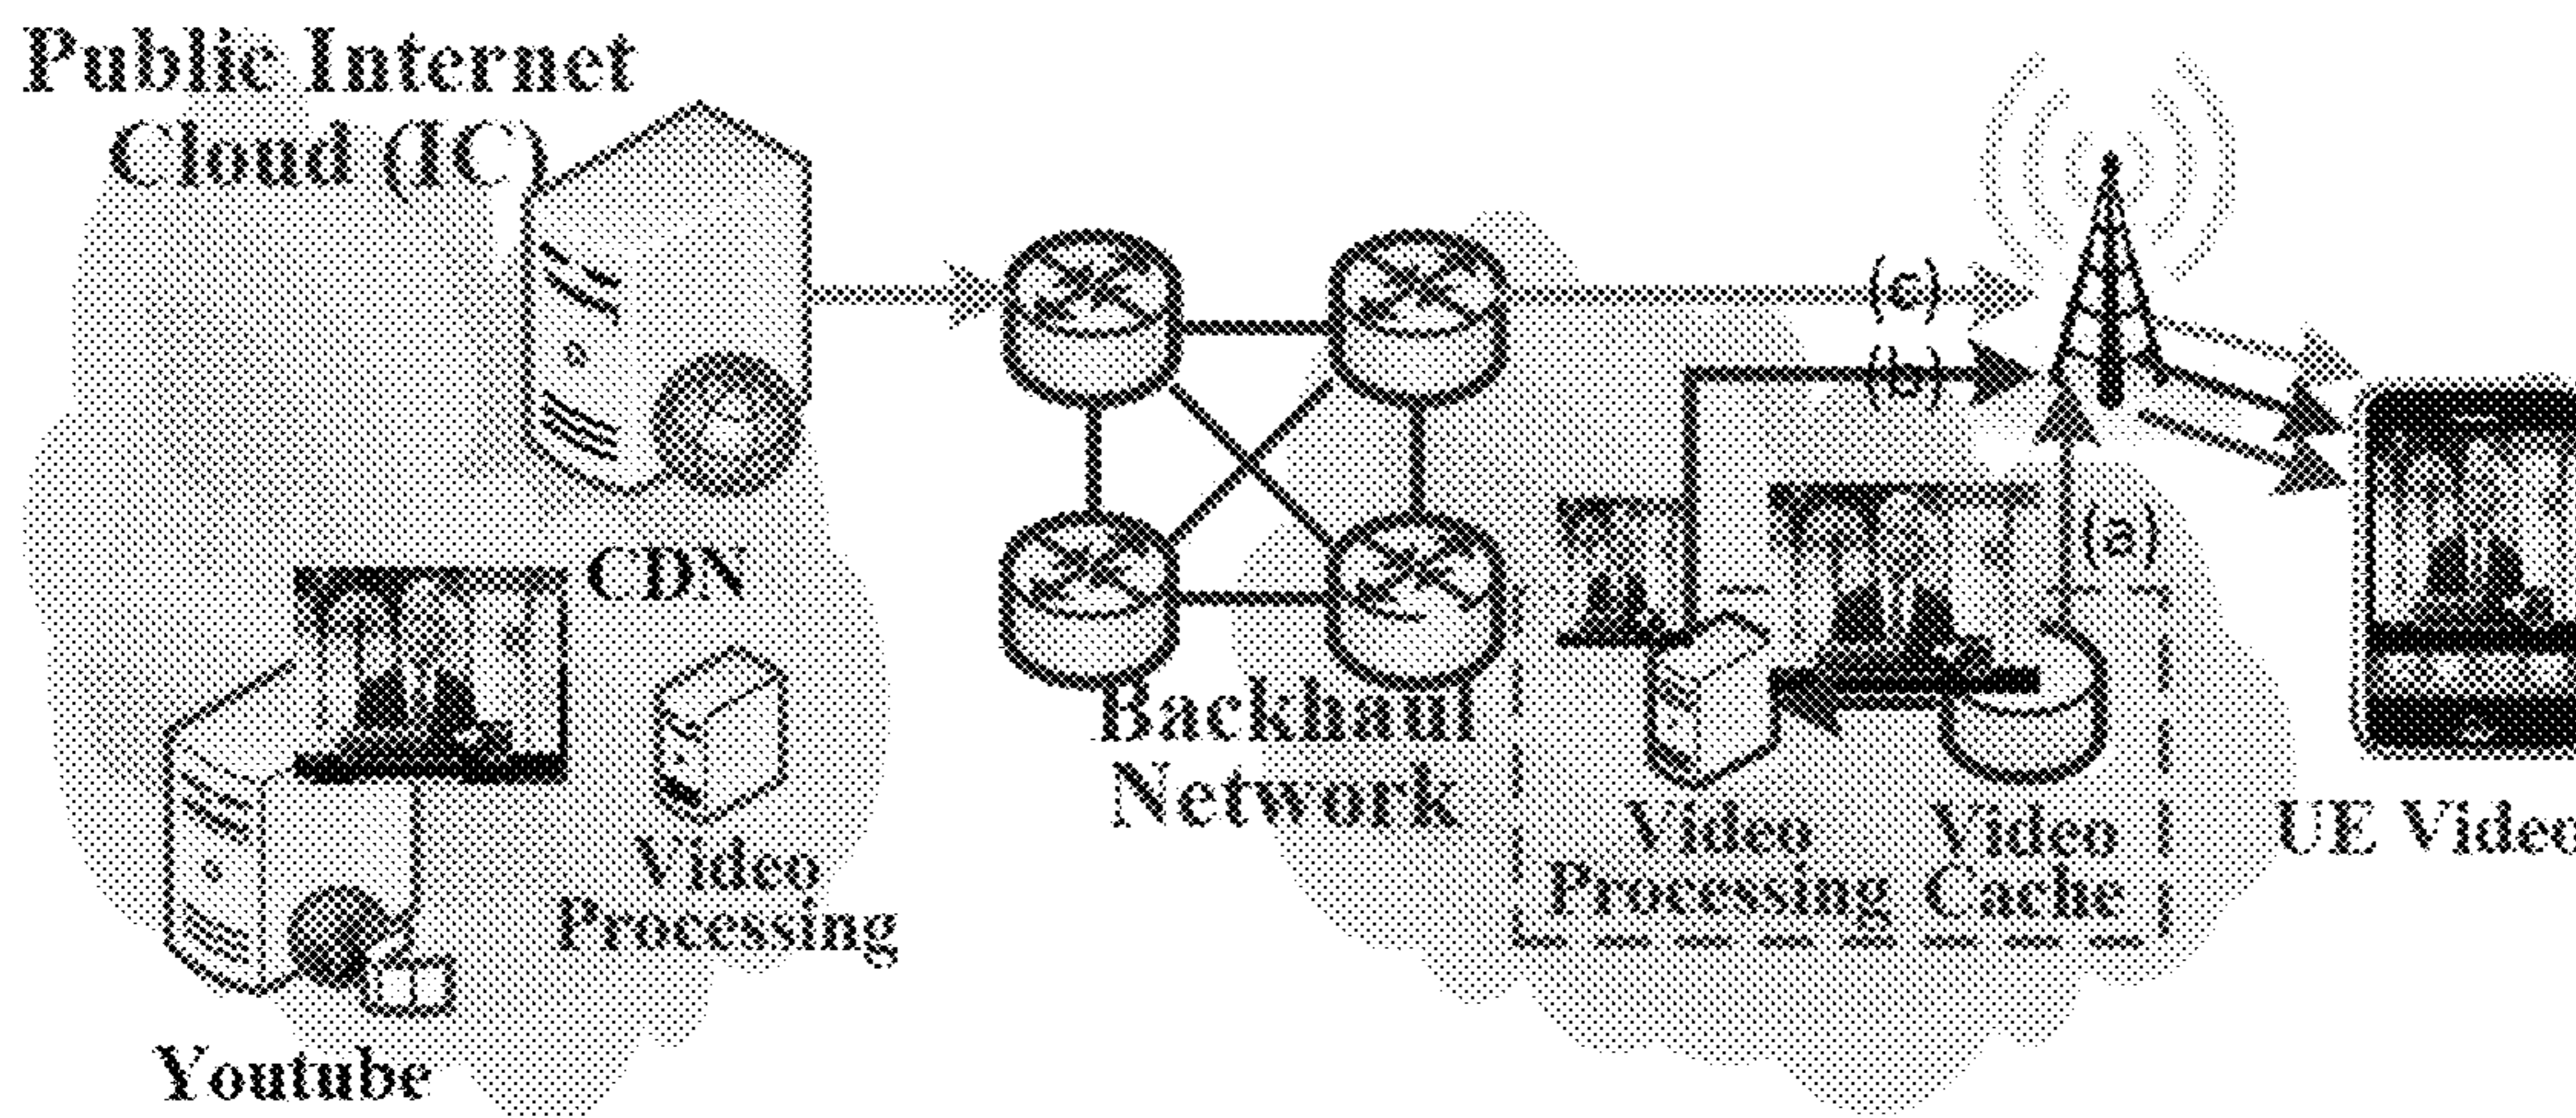 Public Internet
Cloud (IC)
CDN
Video
Processing
Youtube
Backhaul
Network
(c)
(b)
(a)
Video
Processing
Video
Cache
UE Video